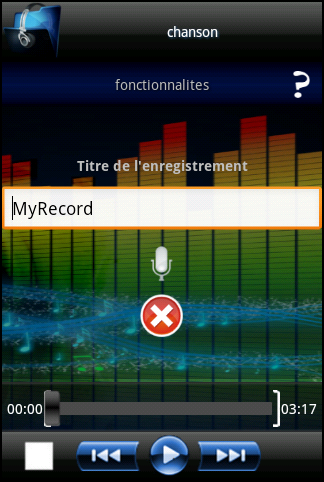 chanson
fonctionnalites
?
Titre de l'enregistrement
MyRecord
00:00
03:17